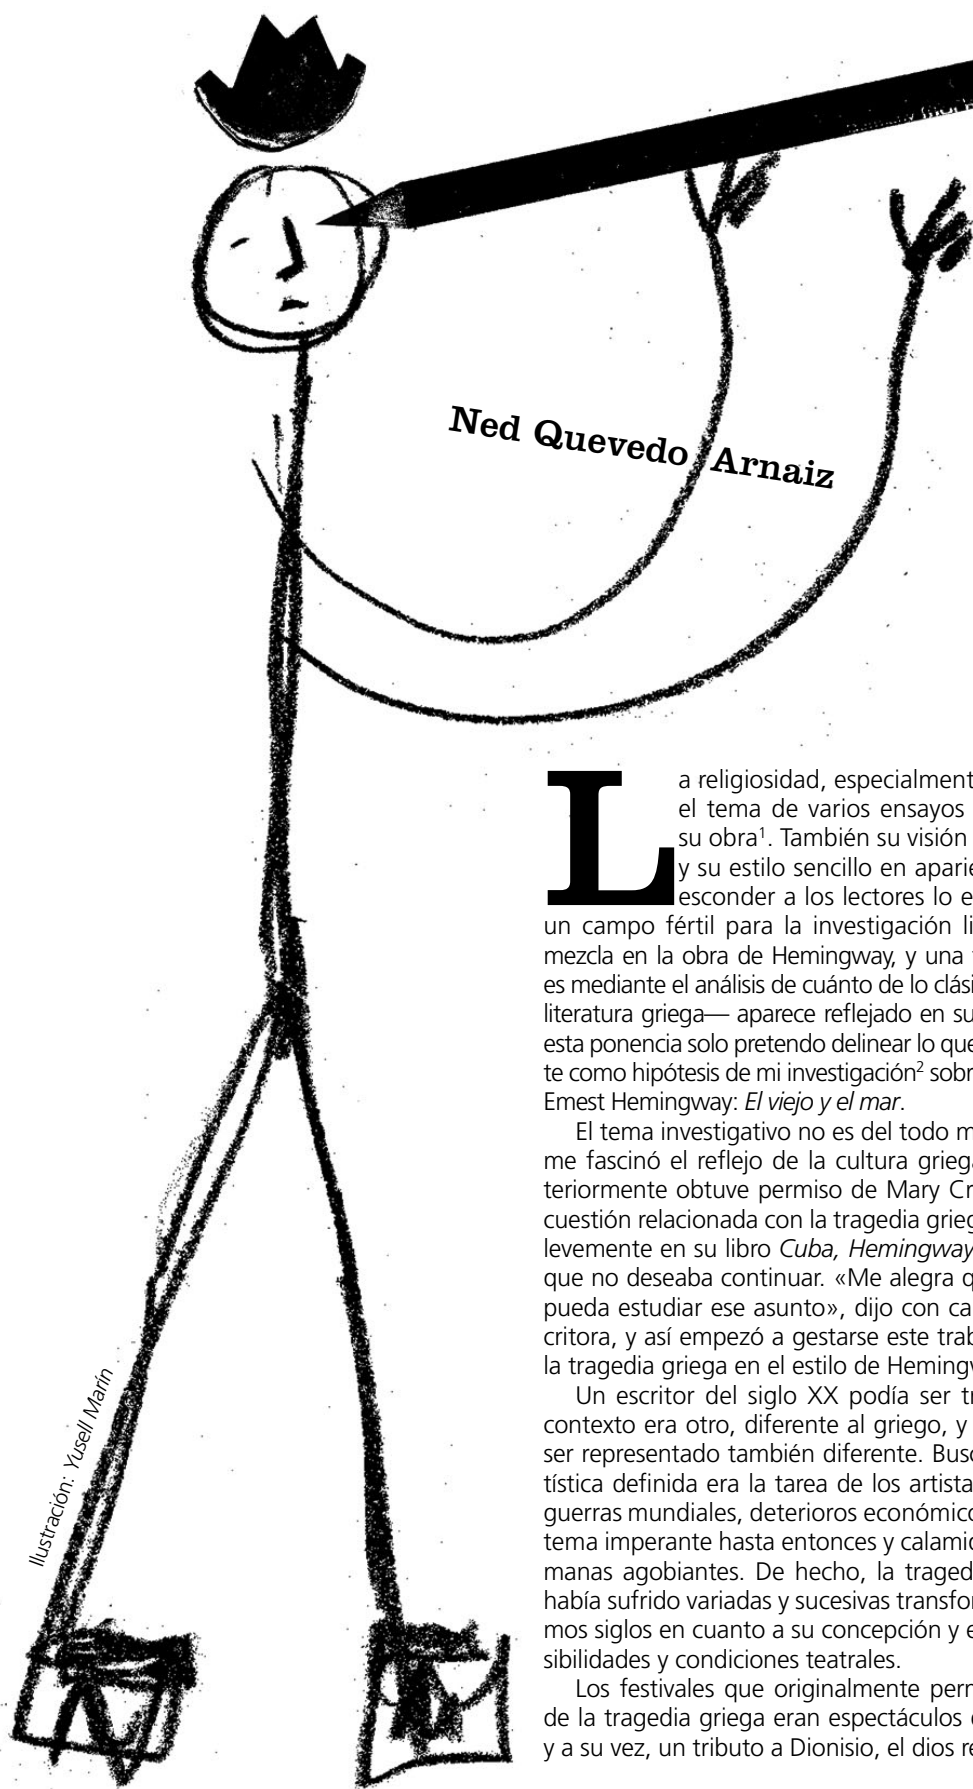 Ned Quevedo Arnaiz
La religiosidad, especialment
el tema de varios ensayos
su obra¹. También su visión
y su estilo sencillo en aparie
esconder a los lectores lo e
un campo fértil para la investigación li
mezcla en la obra de Hemingway, y una
es mediante el análisis de cuánto de lo clási
literatura griega— aparece reflejado en su
esta ponencia solo pretendo delinear lo que
te como hipótesis de mi investigación² sobr
Ernest Hemingway: El viejo y el mar.
El tema investigativo no es del todo m
me fascinó el reflejo de la cultura grieg
teriormente obtuve permiso de Mary Cr
cuestión relacionada con la tragedia grieg
levemente en su libro Cuba, Hemingway
que no deseaba continuar. «Me alegra q
pueda estudiar ese asunto», dijo con ca
critora, y así empezó a gestarse este trab
la tragedia griega en el estilo de Hemingw
Un escritor del siglo XX podía ser tr
contexto era otro, diferente al griego, y
ser representado también diferente. Busc
tística definida era la tarea de los artista
guerras mundiales, deterioros económico
tema imperante hasta entonces y calamid
manas agobiantes. De hecho, la traged
había sufrido variadas y sucesivas transfor
mos siglos en cuanto a su concepción y e
sibilidades y condiciones teatrales.
Los festivales que originalmente perm
de la tragedia griega eran espectáculos
y a su vez, un tributo a Dionisio, el dios re
Ilustración: Yusell Marín